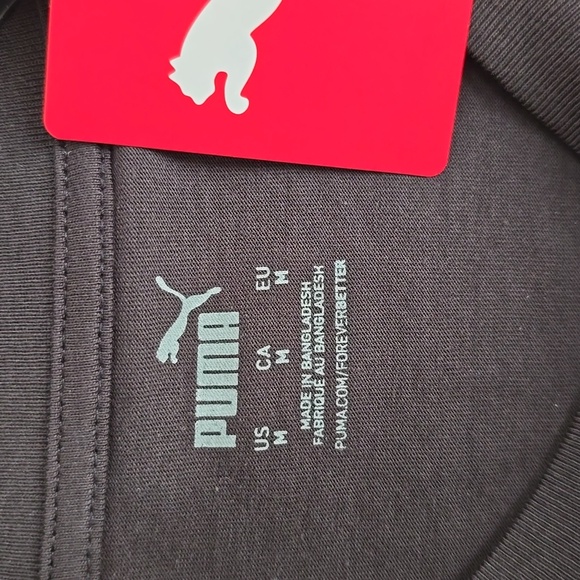 PUMA
US CA EU
M M M
MADE IN BANGLADESH
FABRIQUÉ AU BANGLADESH
PUMA.COM/FOREVERBETTER